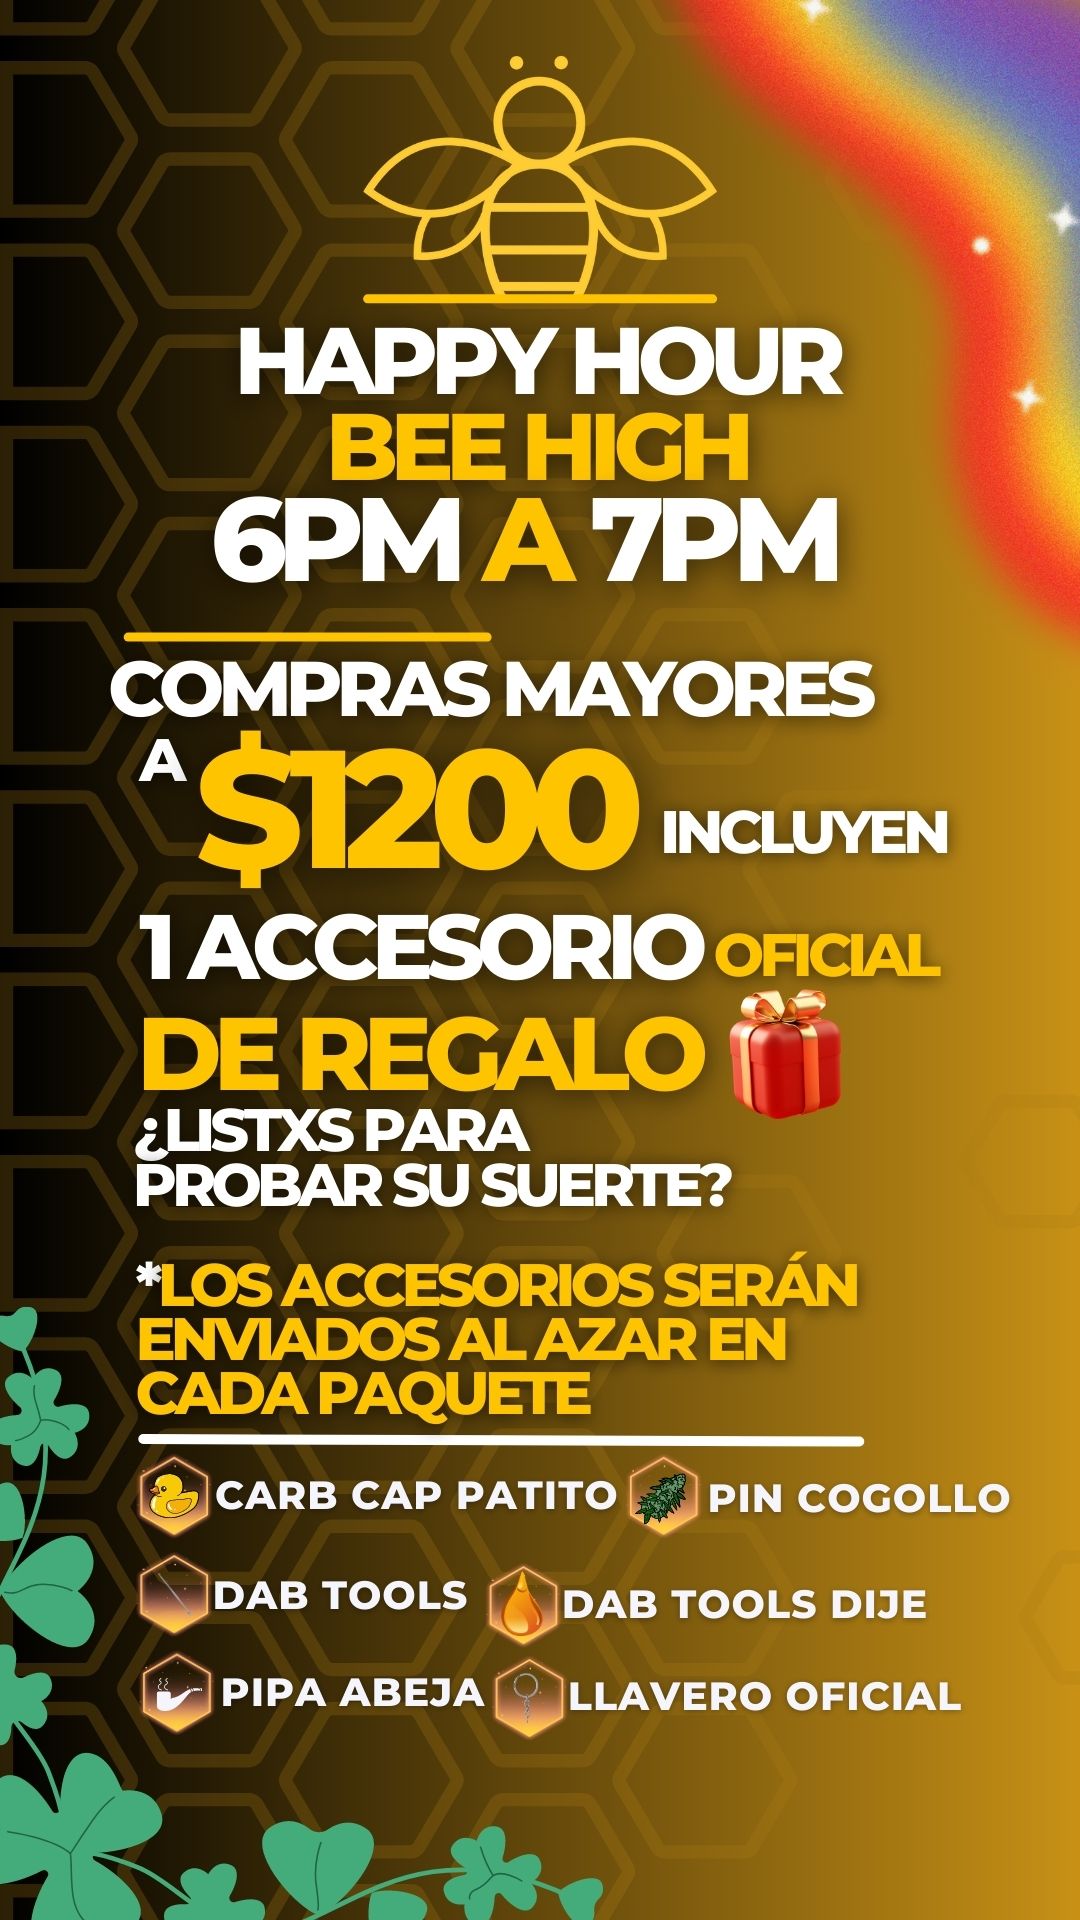 HAPPY HOUR
BEE HIGH
6PM A 7PM
COMPRAS MAYORES
A $1200 INCLUYEN
1 ACCESORIO OFICIAL
DE REGALO
¿LISTXS PARA
PROBAR SU SUERTE?
*LOS ACCESORIOS SERÁN
ENVIADOS AL AZAR EN
CADA PAQUETE
CARB CAP PATITO PIN COGOLLO
DAB TOOLS DAB TOOLS DIJE
PIPA ABEJA LLAVERO OFICIAL